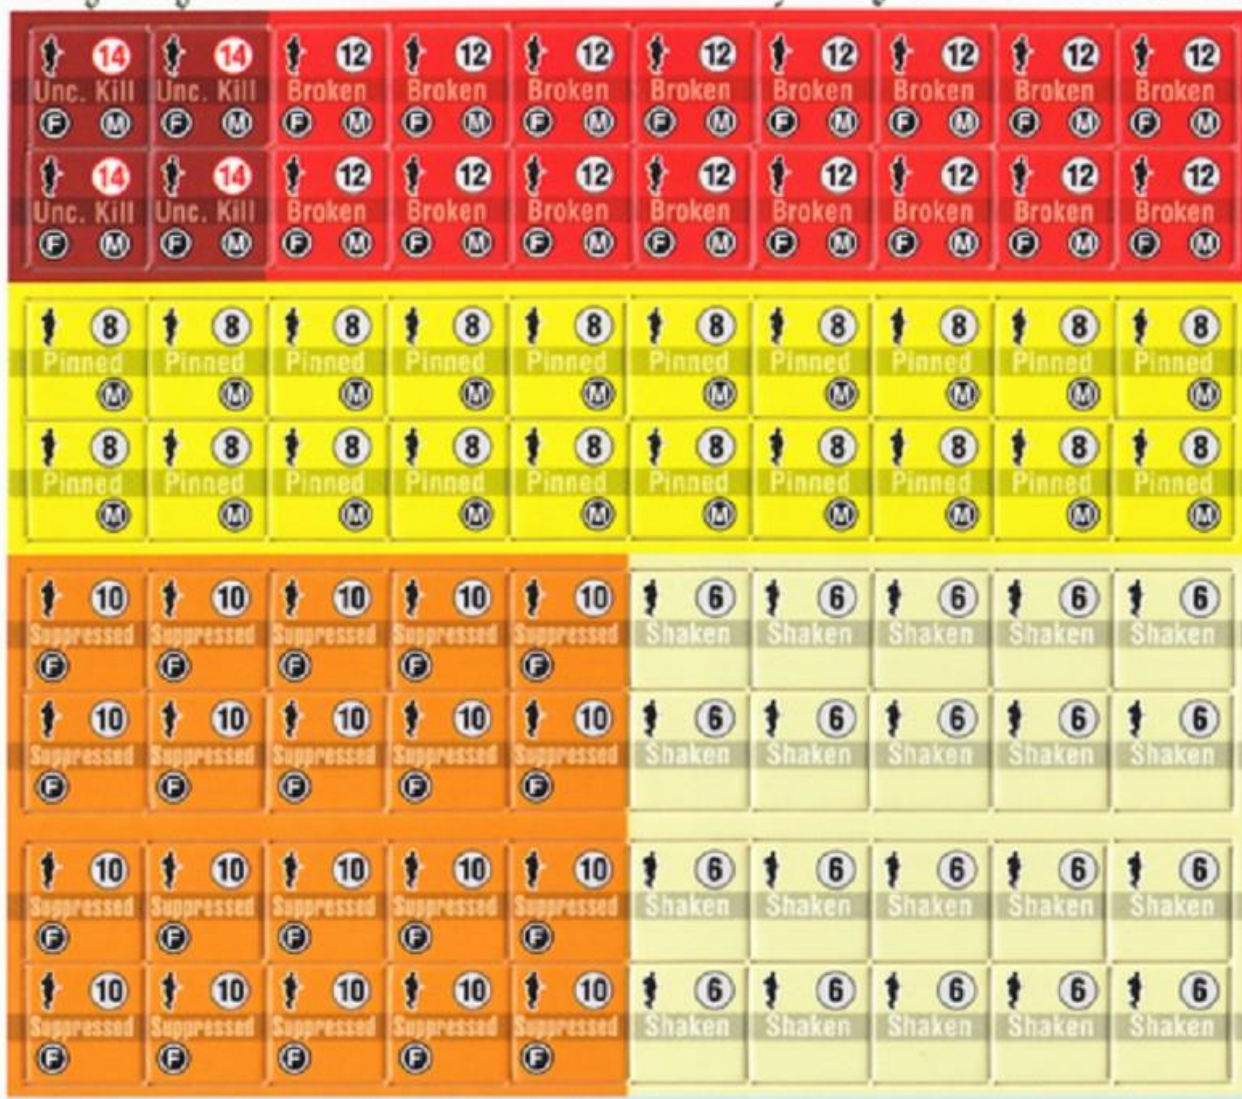 14 14 12 12 12 12 12 12 12 12
Unc. Kill Unc. Kill Broken Broken Broken Broken Broken Broken Broken Broken
F M F M F M F M F M F M F M F M F M F M
14 14 12 12 12 12 12 12 12 12
Unc. Kill Unc. Kill Broken Broken Broken Broken Broken Broken Broken Broken
F M F M F M F M F M F M F M F M F M F M
8 8 8 8 8 8 8 8 8 8
Pinned Pinned Pinned Pinned Pinned Pinned Pinned Pinned Pinned Pinned
M M M M M M M M M M
8 8 8 8 8 8 8 8 8 8
Pinned Pinned Pinned Pinned Pinned Pinned Pinned Pinned Pinned Pinned
M M M M M M M M M M
10 10 10 10 10 6 6 6 6 6
Suppressed Suppressed Suppressed Suppressed Suppressed Shaken Shaken Shaken Shaken Shaken
F F F F F
10 10 10 10 10 6 6 6 6 6
Suppressed Suppressed Suppressed Suppressed Suppressed Shaken Shaken Shaken Shaken Shaken
F F F F F
10 10 10 10 10 6 6 6 6 6
Suppressed Suppressed Suppressed Suppressed Suppressed Shaken Shaken Shaken Shaken Shaken
F F F F F
10 10 10 10 10 6 6 6 6 6
Suppressed Suppressed Suppressed Suppressed Suppressed Shaken Shaken Shaken Shaken Shaken
F F F F F